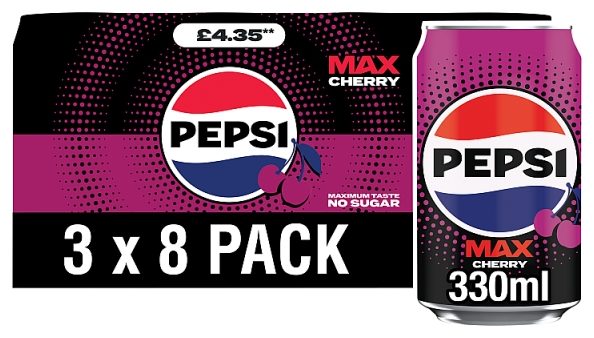 £4.35**
MAX
CHERRY
PEPSI
MAXIMUM TASTE
NO SUGAR
3 x 8 PACK
PEPSI
MAX
CHERRY
330ml